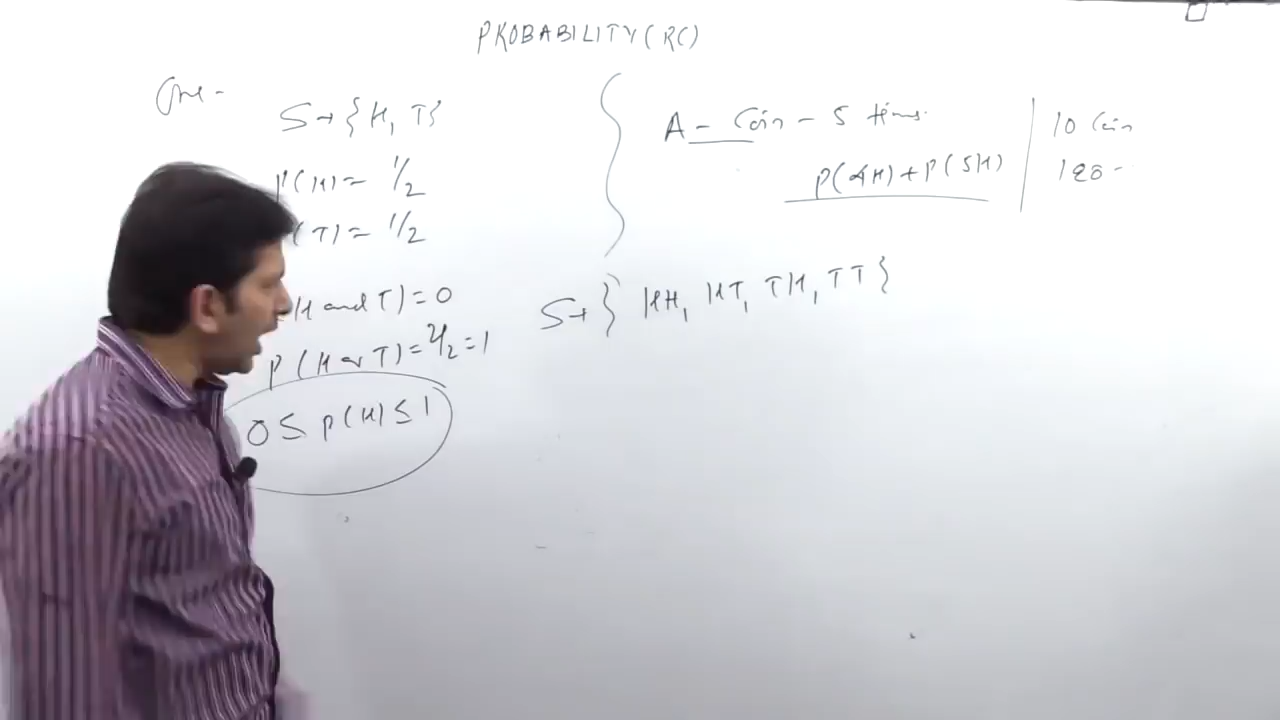 PROBABILITY (RC)
One -
S → {H, T}
P(H) = 1/2
(T) = 1/2
H and T) = 0
P(H or T) = 2/2 = 1
0 ≤ P(H) ≤ 1
A - Coin - 5 times.
P(4H) + P(5H)
10 Coin
S → { HH, HT, TH, TT }